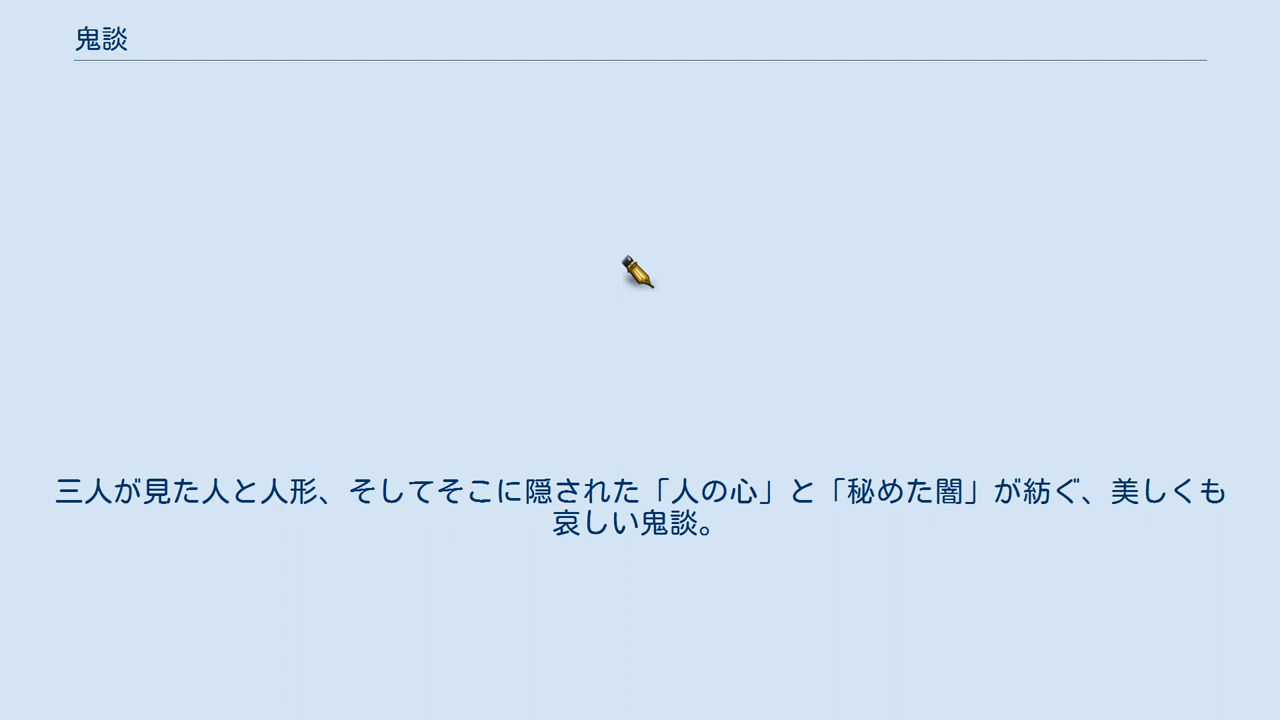 鬼談
三人が見た人と人形、そしてそこに隠された「人の心」と「秘めた闇」が紡ぐ、美しくも
哀しい鬼談。